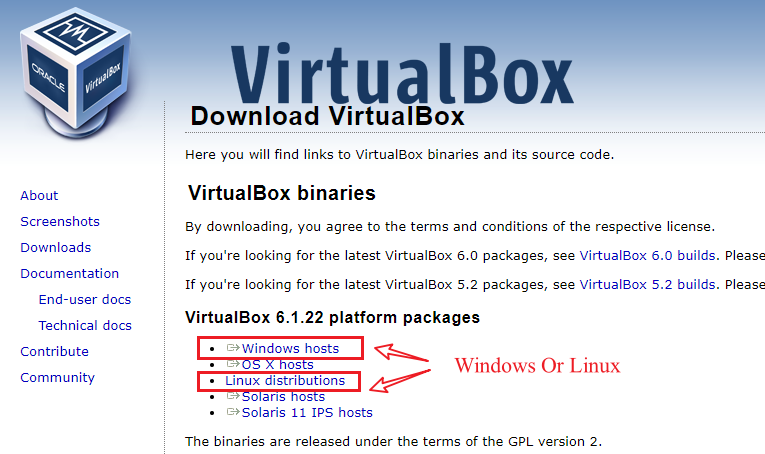 ORACLE
VirtualBox
VirtualBox
Download VirtualBox
Here you will find links to VirtualBox binaries and its source code.
About
Screenshots
Downloads
Documentation
End-user docs
Technical docs
Contribute
Community
VirtualBox binaries
By downloading, you agree to the terms and conditions of the respective license.
If you're looking for the latest VirtualBox 6.0 packages, see VirtualBox 6.0 builds. Please
If you're looking for the latest VirtualBox 5.2 packages, see VirtualBox 5.2 builds. Please
VirtualBox 6.1.22 platform packages
Windows hosts
OS X hosts
Linux distributions
Solaris hosts
Solaris 11 IPS hosts
Windows Or Linux
The binaries are released under the terms of the GPL version 2.